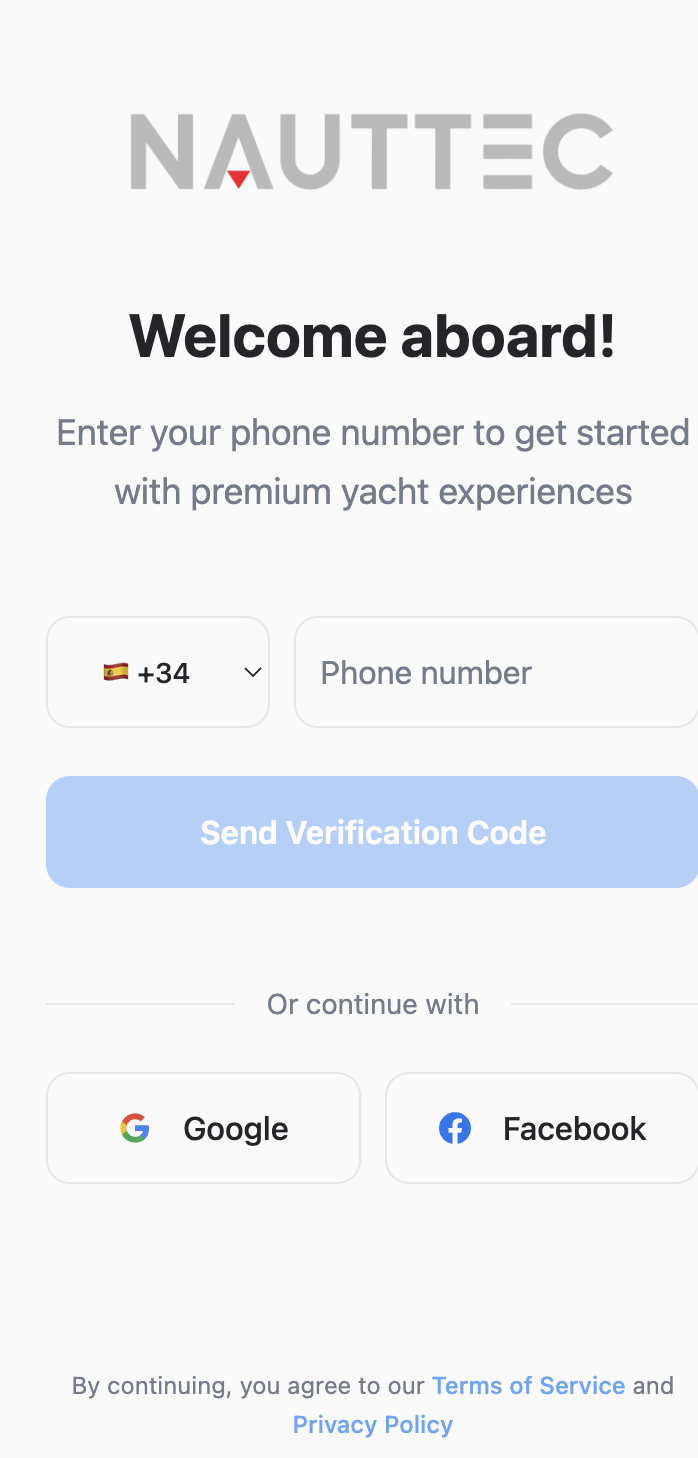 NAUTTEC
Welcome aboard!
Enter your phone number to get started
with premium yacht experiences
🇪🇸 +34
Phone number
Send Verification Code
Or continue with
Google
Facebook
By continuing, you agree to our Terms of Service and
Privacy Policy